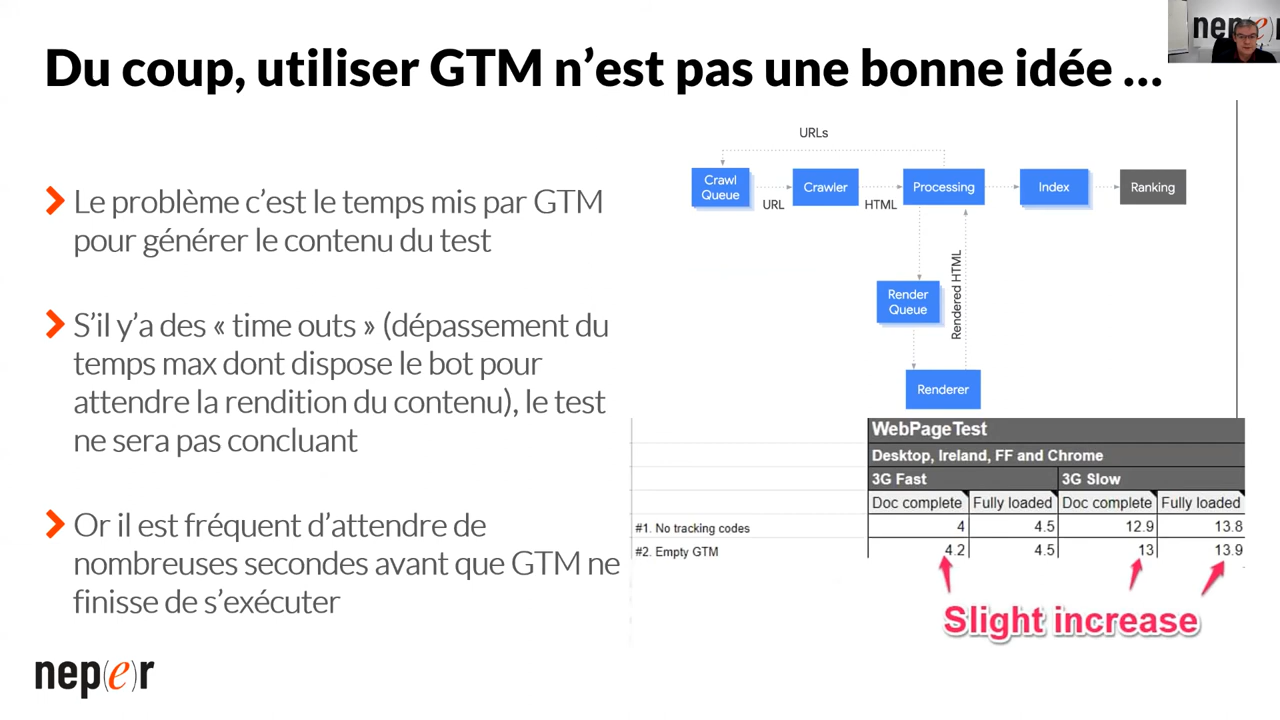 Du coup, utiliser GTM n’est pas une bonne idée ...
nep(e)r
Le problème c’est le temps mis par GTM
pour générer le contenu du test
S’il y’a des « time outs » (dépassement du
temps max dont dispose le bot pour
attendre la rendition du contenu), le test
ne sera pas concluant
Or il est fréquent d’attendre de
nombreuses secondes avant que GTM ne
finisse de s’exécuter
URLs
Crawl
Queue
URL
Crawler
HTML
Processing
Index
Ranking
Render
Queue
Rendered HTML
Renderer
WebPageTest
Desktop, Ireland, FF and Chrome
3G Fast 3G Slow
Doc complete Fully loaded Doc complete Fully loaded
#1. No tracking codes 4 4.5 12.9 13.8
#2. Empty GTM 4.2 4.5 13 13.9
Slight increase
nep(e)r